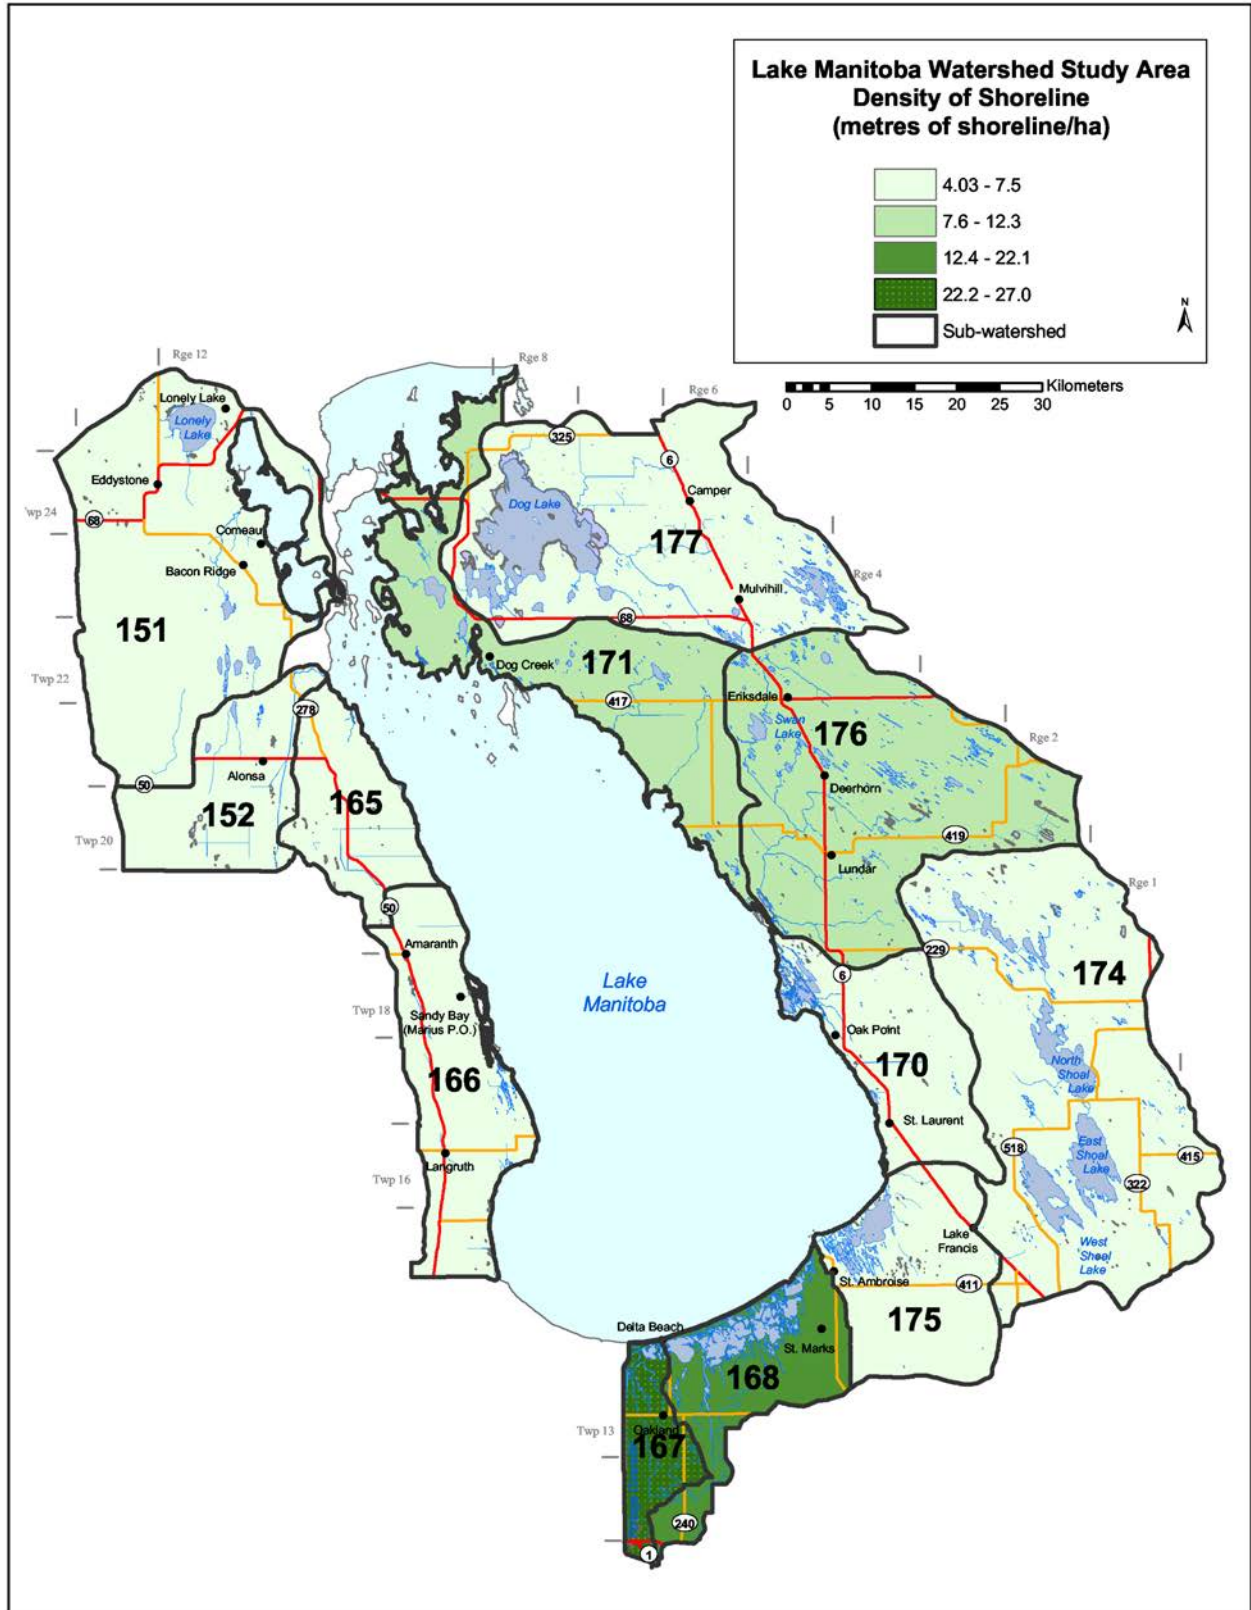 Lake Manitoba Watershed Study Area
Density of Shoreline
(metres of shoreline/ha)
4.03 - 7.5
7.6 - 12.3
12.4 - 22.1
22.2 - 27.0
Sub-watershed
N
Kilometers
0 5 10 15 20 25 30
Rge 12
Rge 8
Rge 6
Lonely Lake
Lonely
Lake
325
6
Eddystone
Camper
Dog Lake
Twp 24
68
Comeau
177
Bacon Ridge
Rge 4
Mulvihill
68
151
Dog Creek
171
Twp 22
417
Eriksdale
278
Swan
Lake
176
Rge 2
Alonsa
50
Deerhorn
165
152
Twp 20
419
Lundar
Rge 1
50
Amaranth
229
174
6
Lake
Manitoba
Twp 18
Sandy Bay
(Marius P.O.)
Oak Point
166
170
North
Shoal
Lake
St. Laurent
518
East
Shoal
Lake
415
Langruth
Twp 16
322
Lake
Francis
West
Shoal
Lake
St. Ambroise
411
175
Delta Beach
St. Marks
168
Twp 13
Oakland
167
240
1